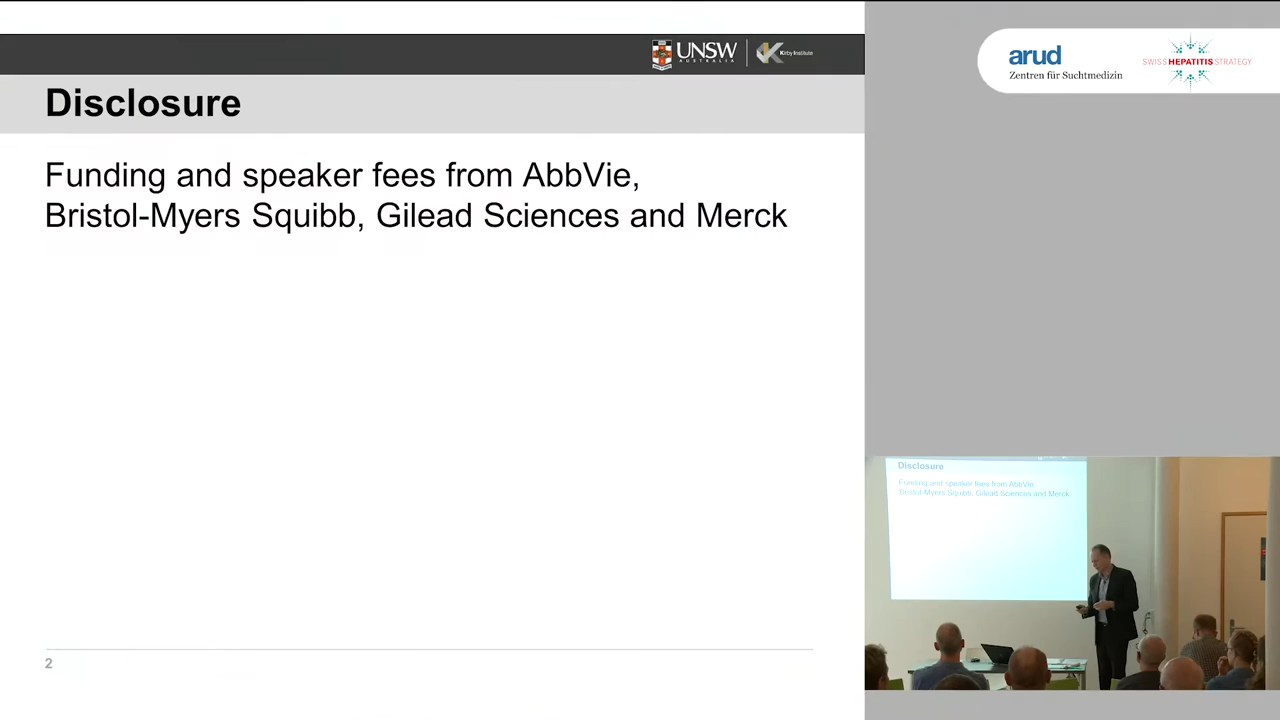 UNSW
AUSTRALIA
Kirby Institute
Disclosure
Funding and speaker fees from AbbVie,
Bristol-Myers Squibb, Gilead Sciences and Merck
2
arud
Zentren für Suchtmedizin
SWISS HEPATITIS STRATEGY
Disclosure
Funding and speaker fees from AbbVie,
Bristol-Myers Squibb, Gilead Sciences and Merck